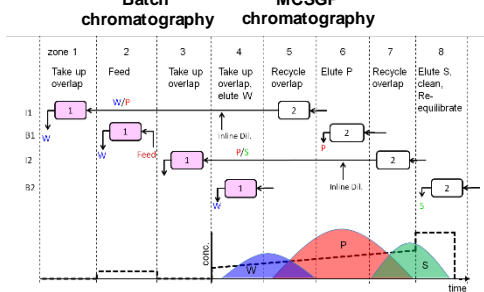 Batch MCSGP
chromatography chromatography
zone 1 2 3 4 5 6 7 8
Take up overlap
Feed
Take up overlap
Take up overlap. elute W
Recycle overlap
Elute P
Recycle overlap
Elute S, clean, Re-equilibrate
I1 1 W/P 2
W
Inline Dil.
B1 1 2
W Feed P
I2 1 P/S 2
W
Inline Dil.
B2 1 2
W S
conc.
W P S
time